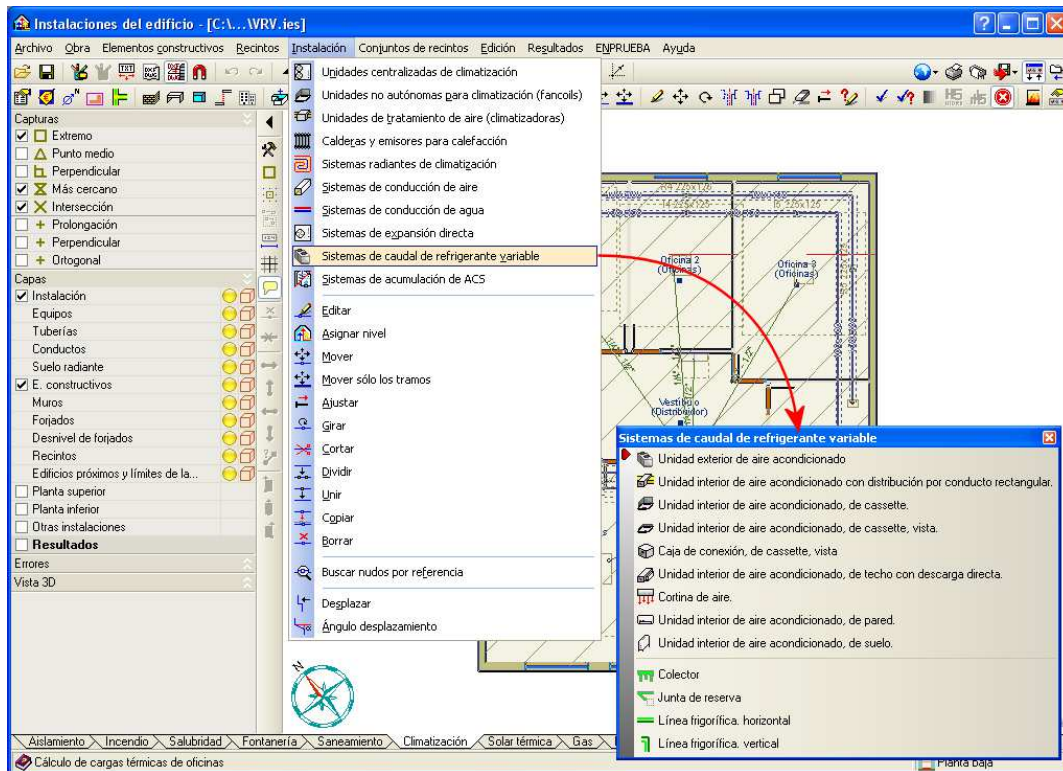 Instalaciones del edificio - [C:\...\VRV.ies]
Archivo Obra Elementos constructivos Recintos Instalación Conjuntos de recintos Edición Resultados ENPRUEBA Ayuda
Capturas
Extremo
Punto medio
Perpendicular
Más cercano
Intersección
Prolongación
Perpendicular
Ortogonal
Capas
Instalación
Equipos
Tuberías
Conductos
Suelo radiante
E. constructivos
Muros
Forjados
Desnivel de forjados
Recintos
Edificios próximos y límites de la...
Planta superior
Planta inferior
Otras instalaciones
Resultados
Errores
Vista 3D
Unidades centralizadas de climatización
Unidades no autónomas para climatización (fancoils)
Unidades de tratamiento de aire (climatizadoras)
Calderas y emisores para calefacción
Sistemas radiantes de climatización
Sistemas de conducción de aire
Sistemas de conducción de agua
Sistemas de expansión directa
Sistemas de caudal de refrigerante variable
Sistemas de acumulación de ACS
Editar
Asignar nivel
Mover
Mover sólo los tramos
Ajustar
Girar
Cortar
Dividir
Unir
Copiar
Borrar
Buscar nudos por referencia
Desplazar
Ángulo desplazamiento
Oficina 2
(Oficinas)
Oficina 3
(Oficinas)
Vestíbulo
(Distribuidor)
Sistemas de caudal de refrigerante variable
Unidad exterior de aire acondicionado
Unidad interior de aire acondicionado con distribución por conducto rectangular.
Unidad interior de aire acondicionado, de cassette.
Unidad interior de aire acondicionado, de cassette, vista.
Caja de conexión, de cassette, vista
Unidad interior de aire acondicionado, de techo con descarga directa.
Cortina de aire.
Unidad interior de aire acondicionado, de pared.
Unidad interior de aire acondicionado, de suelo.
Colector
Junta de reserva
Línea frigorífica. horizontal
Línea frigorífica. vertical
N
Aislamiento Incendio Salubridad Fontanería Saneamiento Climatización Solar térmica Gas
Cálculo de cargas térmicas de oficinas
Planta baja